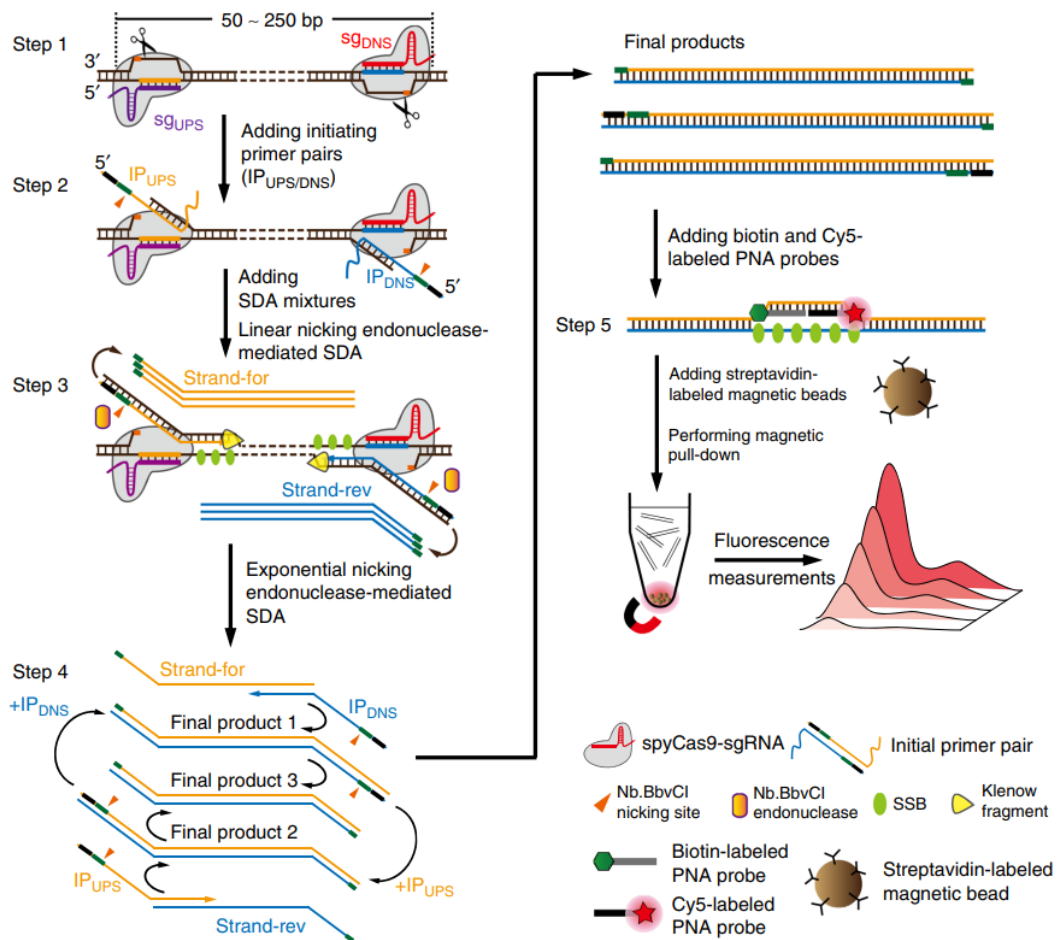 50 ~ 250 bp
Step 1
sgDNS
3′
5′
sgUPS
Adding initiating
primer pairs
(IPUPS/DNS)
5′
IPUPS
Step 2
IPDNS
5′
Adding
SDA mixtures
Linear nicking endonuclease-
mediated SDA
Step 3
Strand-for
Strand-rev
Exponential nicking
endonuclease-mediated
SDA
Step 4
Strand-for
+IPDNS
IPDNS
Final product 1
Final product 3
Final product 2
IPUPS
+IPUPS
Strand-rev
Final products
Adding biotin and Cy5-
labeled PNA probes
Step 5
Adding streptavidin-
labeled magnetic beads
Performing magnetic
pull-down
Fluorescence
measurements
spyCas9-sgRNA
Initial primer pair
Nb.BbvCI
nicking site
Nb.BbvCI
endonuclease
SSB
Klenow
fragment
Biotin-labeled
PNA probe
Streptavidin-labeled
magnetic bead
Cy5-labeled
PNA probe